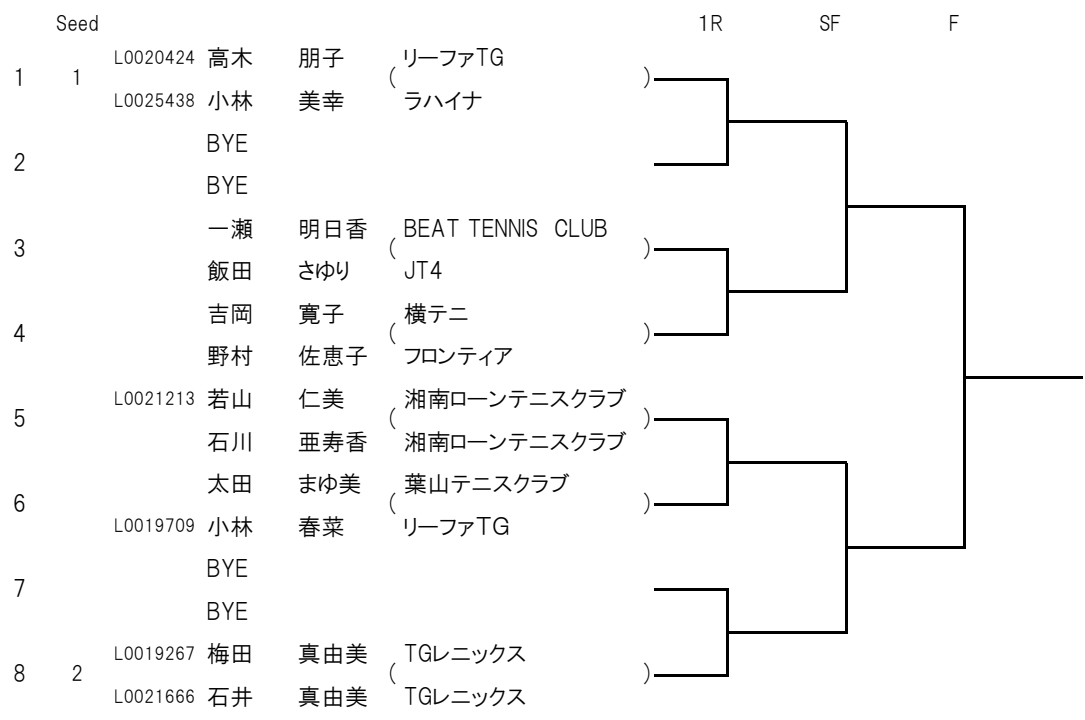 Seed 1R SF F
L0020424 高木 朋子 リーファTG
1 1 ( )
L0025438 小林 美幸 ラハイナ
BYE
2
BYE
一瀬 明日香 BEAT TENNIS CLUB
3 ( )
飯田 さゆり JT4
吉岡 寛子 横テニ
4 ( )
野村 佐恵子 フロンティア
L0021213 若山 仁美 湘南ローンテニスクラブ
5 ( )
石川 亜寿香 湘南ローンテニスクラブ
太田 まゆ美 葉山テニスクラブ
6 ( )
L0019709 小林 春菜 リーファTG
BYE
7
BYE
L0019267 梅田 真由美 TGレニックス
8 2 ( )
L0021666 石井 真由美 TGレニックス